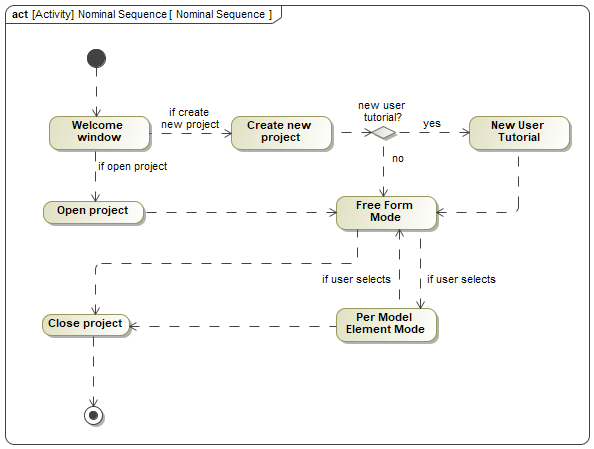 act [Activity] Nominal Sequence [ Nominal Sequence ]
new user
tutorial?
if create
new project
Welcome
window
Create new
project
yes
New User
Tutorial
no
if open project
Open project
Free Form
Mode
if user selects
if user selects
Close project
Per Model
Element Mode